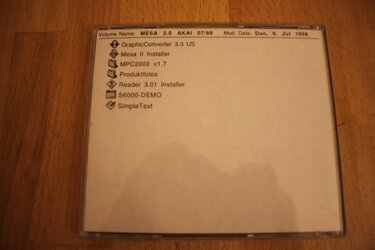 Volume Name: MESA 2.0 AKAI 07/98 Mod. Date: Don, 9. Jul 1998
GraphicConverter 3.3 US
Mesa II Installer
MPC2000 v1.7
Produktfotos
Reader 3.01 Installer
S6000-DEMO
SimpleText